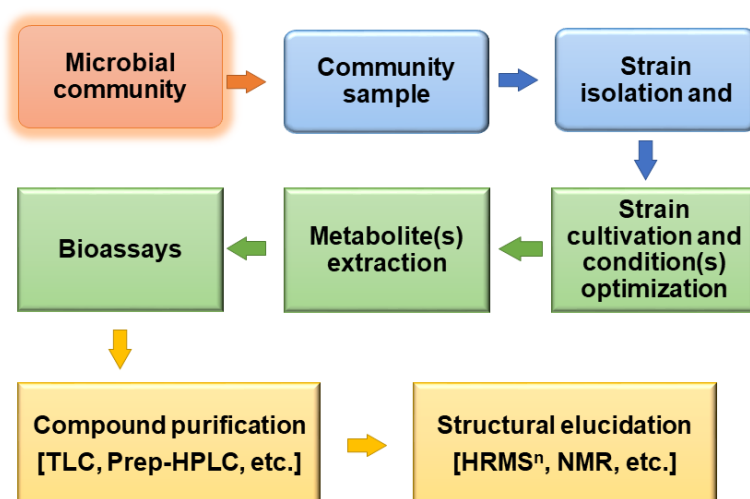 Microbial
community
Community
sample
Strain
isolation and
Strain
cultivation and
condition(s)
optimization
Metabolite(s)
extraction
Bioassays
Compound purification
[TLC, Prep-HPLC, etc.]
Structural elucidation
[HRMSⁿ, NMR, etc.]